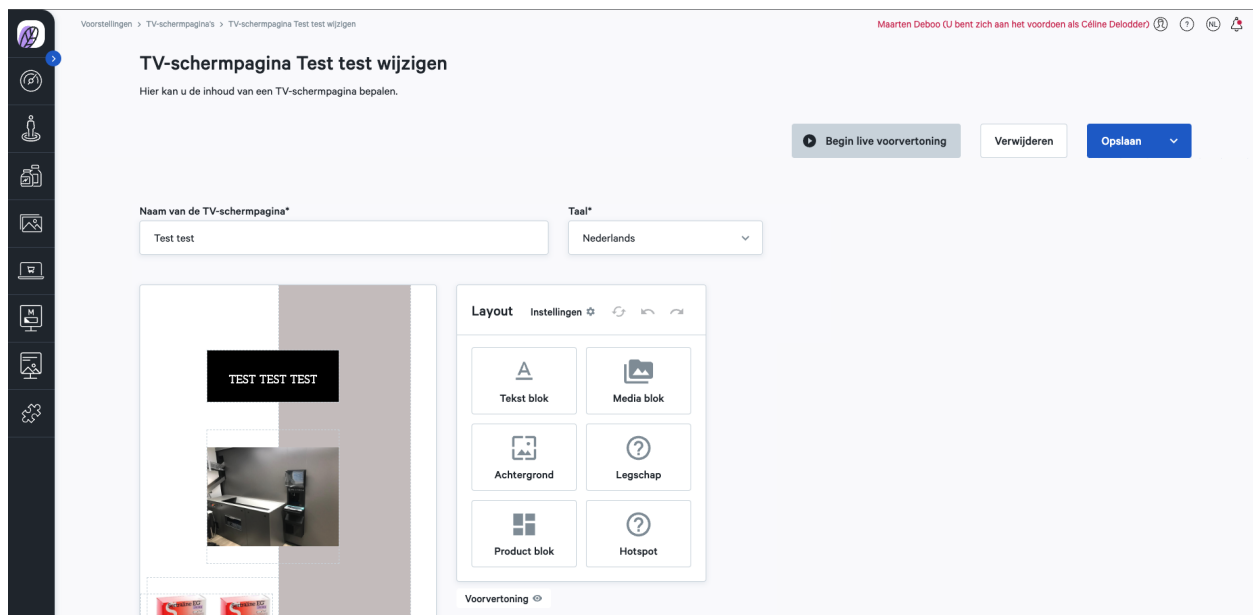 Voorstellingen > TV-schermpagina's > TV-schermpagina Test test wijzigen
Maarten Deboo (U bent zich aan het voordoen als Céline Delodder)
?
NL
TV-schermpagina Test test wijzigen
Hier kan u de inhoud van een TV-schermpagina bepalen.
Begin live voorvertoning
Verwijderen
Opslaan
Naam van de TV-schermpagina*
Taal*
Test test
Nederlands
Layout
Instellingen
TEST TEST TEST
Tekst blok
Media blok
Achtergrond
Legschap
Product blok
Hotspot
Voorvertoning
M